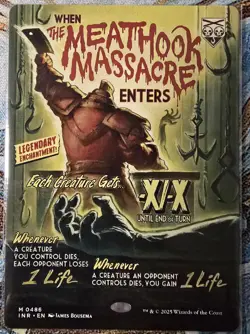 WHEN
THE MEATHOOK
MASSACRE
ENTERS
LEGENDARY
ENCHANTMENT!
Each Creature Gets...
-X/-X
UNTIL END OF TURN
Whenever
A CREATURE
YOU CONTROL DIES,
EACH OPPONENT LOSES
1 Life
Whenever
A CREATURE AN OPPONENT
CONTROLS DIES, YOU GAIN
1 Life
M 0486
INR • EN JAMES BOUSEMA
™ & © 2025 Wizards of the Coast